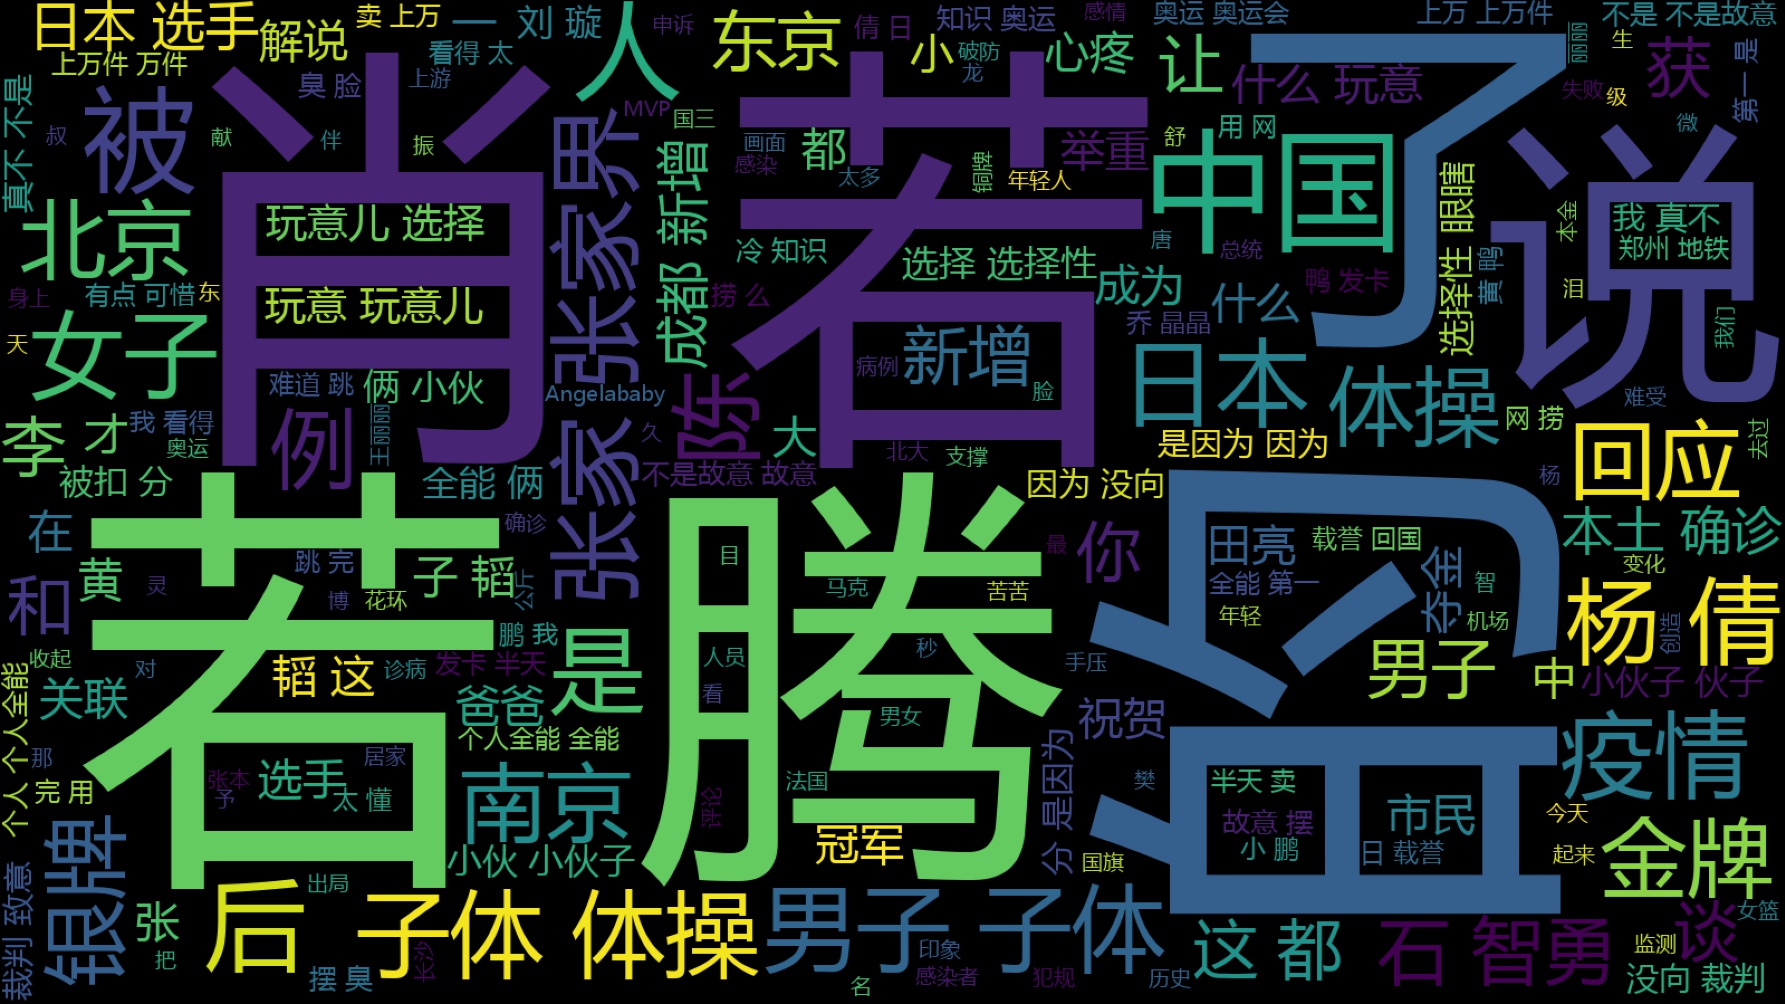 日本 选手
卖 上万
一
刘 璇
人
申诉
东京
倩 日
知识 奥运
感情
奥运 奥运会
上万 上万件
不是 不是故意
上万件 万件
解说
看得 太
小
破防
龙
心疼
让
了
生
获
第一 是
真不 不是
臭 脸
上游
MVP
国三
什么 玩意
失败
级
叔
被
献
肖
伴
振
男
张家界
成都 新增
画面
感染
都
若
太多
铜牌
年轻人
举重
舒
用 网
中国
眼瞎
选择性
微
说
北京
玩意儿 选择
冷 知识
选择 选择性
唐
总统
本金
我 真不
郑州 地铁
身上
有点 可惜
东
玩意 玩意儿
捞 么
成为
鸭 发卡
什么
黄 鸭
泪
我们
天
女子
难道 跳
俩 小伙
乔 晶晶
病例
新增
脸
日本
体操
难受
李
才
我 看得
奥运
例
王丽丽丽
Angelababy
张家
陈
久
大
北大
支撑
是因为 因为
网 捞
回应
去过
被扣 分
全能 俩
不是故意 故意
因为 没向
杨
在
确诊
腾
若
目
最
你
田亮
载誉 回国
夺金
本土 确诊
变化
和
黄
灵
跳 完
博
花环
子 韬
公斤
马克
苦苦
全能 第一
年轻
智
机场
杨 倩
创造
鹏 我
收起
对
韬 这
诊病
发卡 半天
是
人员
秒
手压
男子
中
小伙子 伙子
个人 个人全能
关联
爸爸
看
男女
祝贺
那
居家
个人全能 全能
疫情
完 用
张本
予
选手
太 懂
南京
法国
评论
分 是因为
樊
半天 卖
故意 摆
市民
今天
银牌
小伙 小伙子
冠军
国旗
小 鹏
日 载誉
起来
金牌
裁判 致意
出局
张
把
后
子体 体操
男子 子体
这 都
石 智勇
谈
女篮
监测
摆 臭
长沙
印象
感染者
名
犯规
历史
没向 裁判